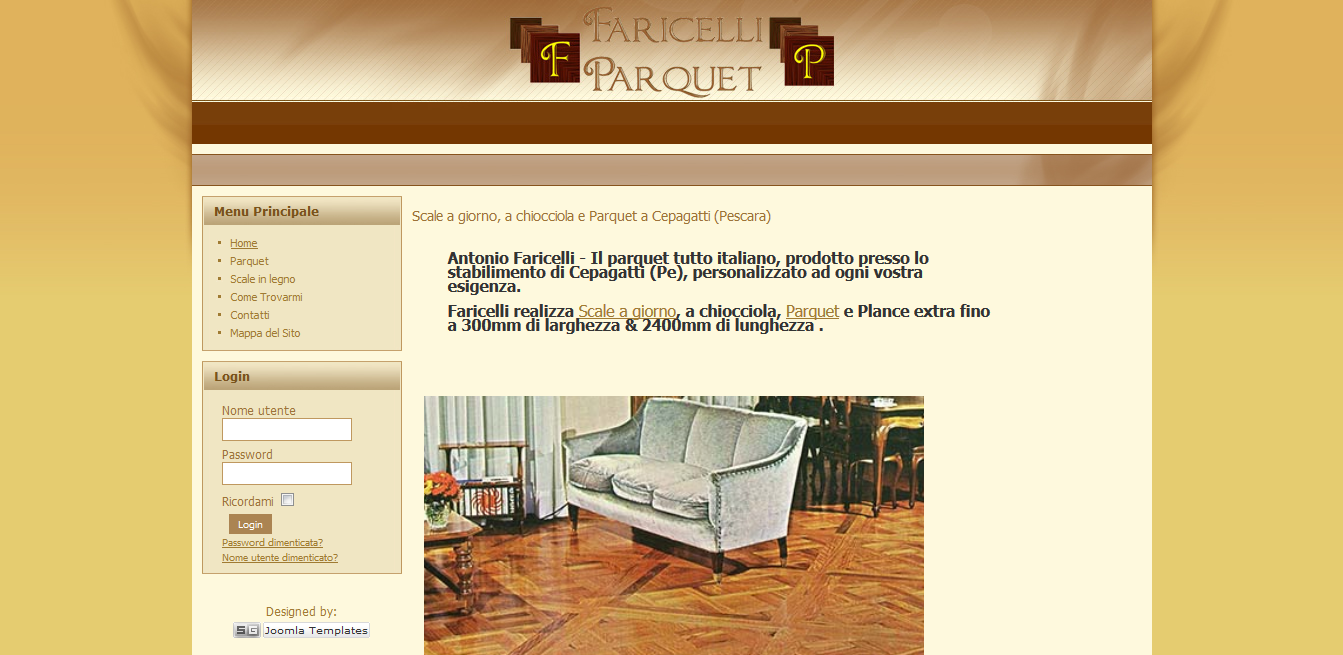 FARICELLI
F
P
PARQUET
Menu Principale
Home
Parquet
Scale in legno
Come Trovarmi
Contatti
Mappa del Sito
Login
Nome utente
Password
Ricordami
Login
Password dimenticata?
Nome utente dimenticato?
Designed by:
SG Joomla Templates
Scale a giorno, a chiocciola e Parquet a Cepagatti (Pescara)
Antonio Faricelli - Il parquet tutto italiano, prodotto presso lo
stabilimento di Cepagatti (Pe), personalizzato ad ogni vostra
esigenza.
Faricelli realizza Scale a giorno, a chiocciola, Parquet e Plance extra fino
a 300mm di larghezza & 2400mm di lunghezza .